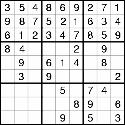 3 5 4 8 6 9 2 7 1
9 8 7 5 2 1 6 3 4
6 1 2 7 4 3 8 5 9
8 4 2 9
9 6 1 4 8
3 9 2
5 7 4
8 9 6
9 5 3